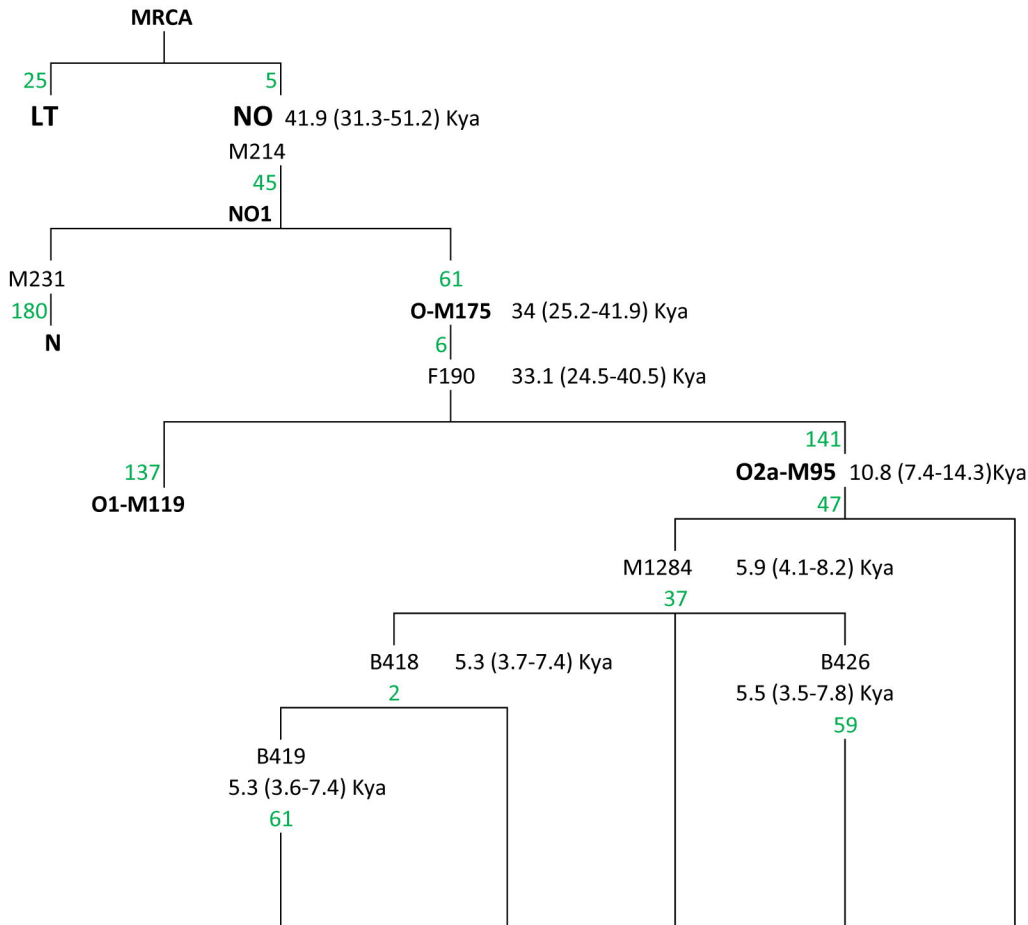 MRCA
25 5
LT NO 41.9 (31.3-51.2) Kya
M214
45
NO1
M231 61
180 O-M175 34 (25.2-41.9) Kya
N 6
F190 33.1 (24.5-40.5) Kya
141
137 O2a-M95 10.8 (7.4-14.3)Kya
O1-M119 47
M1284 5.9 (4.1-8.2) Kya
37
B418 5.3 (3.7-7.4) Kya B426
2 5.5 (3.5-7.8) Kya
59
B419
5.3 (3.6-7.4) Kya
61